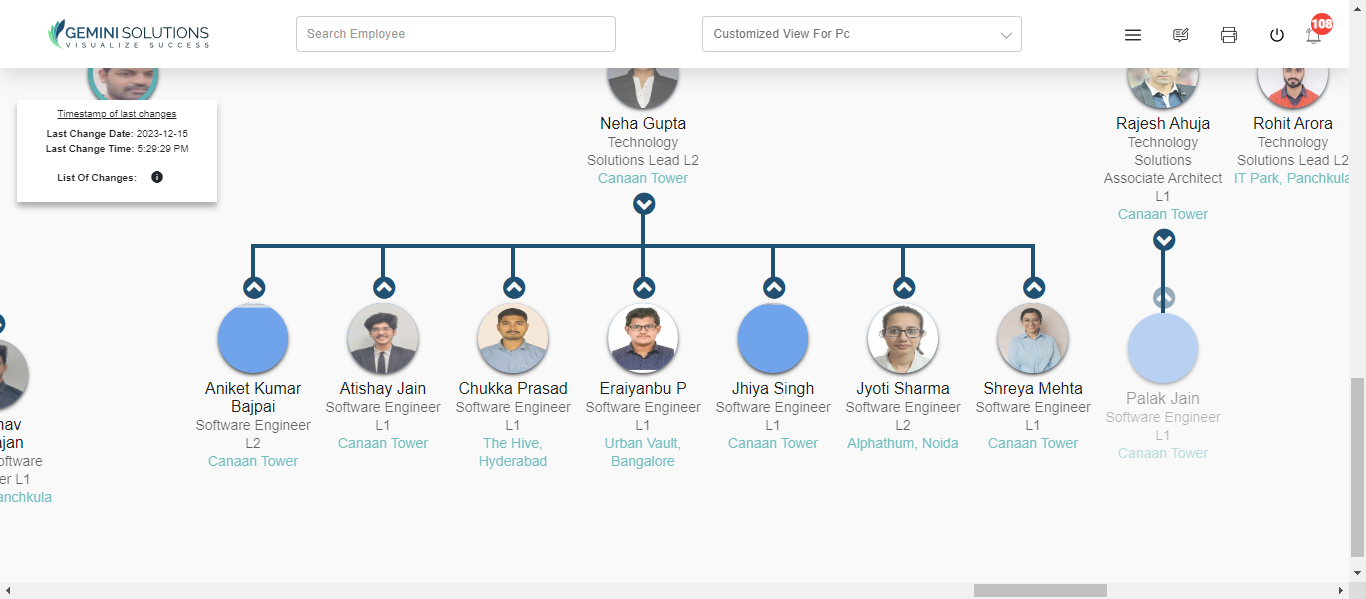 GEMINI SOLUTIONS
VISUALIZE SUCCESS
Search Employee
Customized View For Pc
108
Timestamp of last changes
Last Change Date: 2023-12-15
Last Change Time: 5:29:29 PM
List Of Changes:
Neha Gupta
Technology
Solutions Lead L2
Canaan Tower
Rajesh Ahuja
Technology
Solutions
Associate Architect
L1
Canaan Tower
Rohit Arora
Technology
Solutions Lead L2
IT Park, Panchkula
nav
ajan
oftware
er L1
anchkula
Aniket Kumar
Bajpai
Software Engineer
L2
Canaan Tower
Atishay Jain
Software Engineer
L1
Canaan Tower
Chukka Prasad
Software Engineer
L1
The Hive,
Hyderabad
Eraiyanbu P
Software Engineer
L1
Urban Vault,
Bangalore
Jhiya Singh
Software Engineer
L1
Canaan Tower
Jyoti Sharma
Software Engineer
L2
Alphathum, Noida
Shreya Mehta
Software Engineer
L1
Canaan Tower
Palak Jain
Software Engineer
L1
Canaan Tower